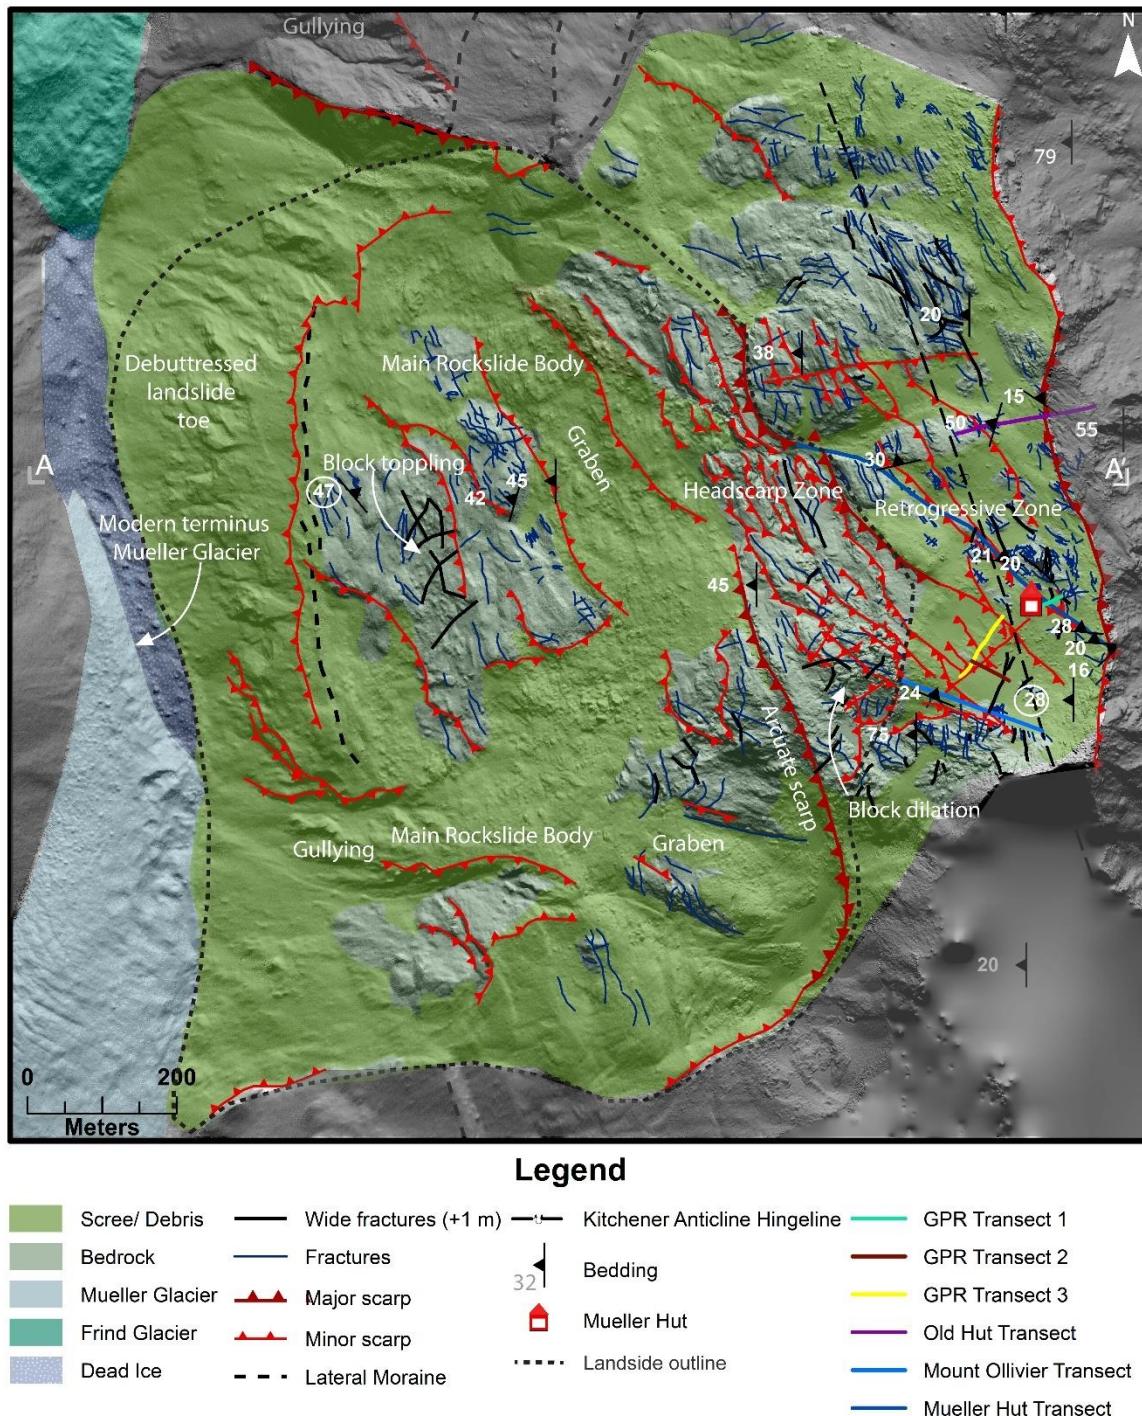 Gullying
N
79
20
38
15
Main Rockslide Body
Debuttressed
landslide
toe
50
55
Graben
A
Block toppling
45
30
A'
47
42
Headscarp Zone
Retrogressive Zone
Modern terminus
Mueller Glacier
21
20
45
28
20
16
24
28
75
Arcuate scarp
Block dilation
Main Rockslide Body
Gullying
Graben
20
0 200
Meters
Legend
Scree/ Debris
Bedrock
Mueller Glacier
Frind Glacier
Dead Ice
Wide fractures (+1 m)
Fractures
Major scarp
Minor scarp
Lateral Moraine
Kitchener Anticline Hingeline
32
Bedding
Mueller Hut
Landside outline
GPR Transect 1
GPR Transect 2
GPR Transect 3
Old Hut Transect
Mount Ollivier Transect
Mueller Hut Transect